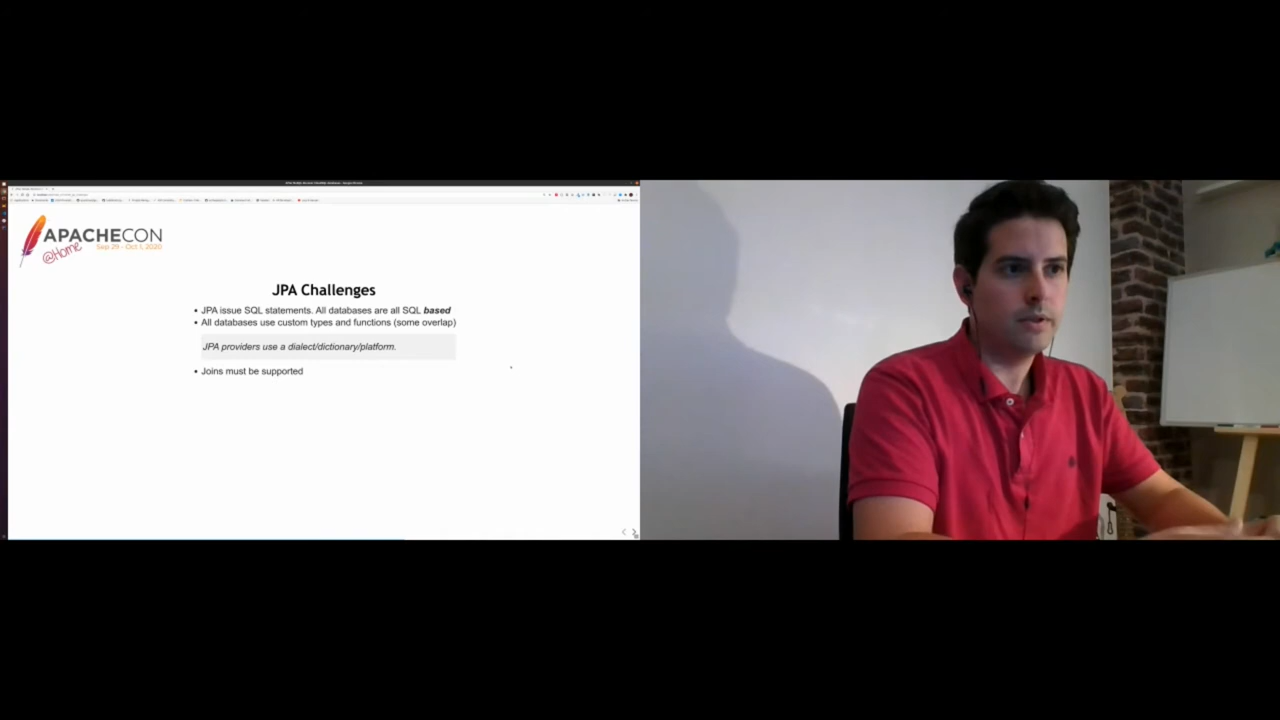 APACHECON
@Home
Sep 29 - Oct 1, 2020
JPA Challenges
• JPA issue SQL statements. All databases are all SQL based
• All databases use custom types and functions (some overlap)
JPA providers use a dialect/dictionary/platform.
• Joins must be supported